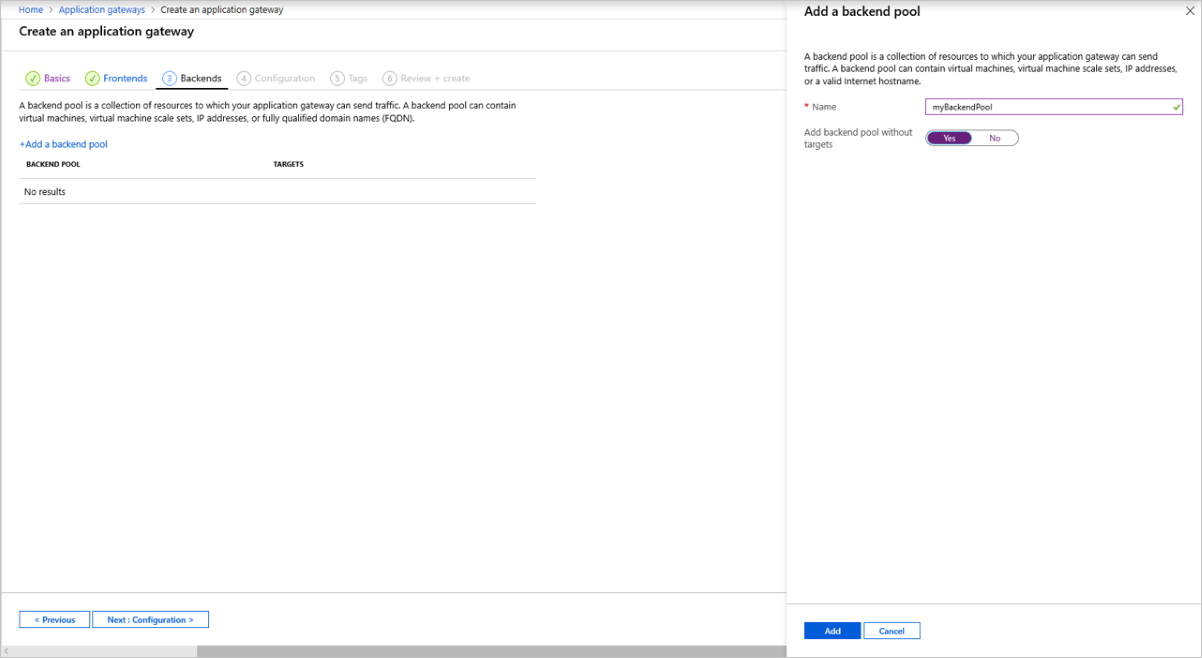 Home > Application gateways > Create an application gateway
Create an application gateway
✓ Basics ✓ Frontends 3 Backends 4 Configuration 5 Tags 6 Review + create
A backend pool is a collection of resources to which your application gateway can send traffic. A backend pool can contain
virtual machines, virtual machine scale sets, IP addresses, or fully qualified domain names (FQDN).
+Add a backend pool
BACKEND POOL TARGETS
No results
< Previous Next : Configuration >
Add a backend pool
A backend pool is a collection of resources to which your application gateway can send
traffic. A backend pool can contain virtual machines, virtual machine scale sets, IP addresses,
or a valid Internet hostname.
* Name myBackendPool
Add backend pool without
targets
Yes No
Add Cancel